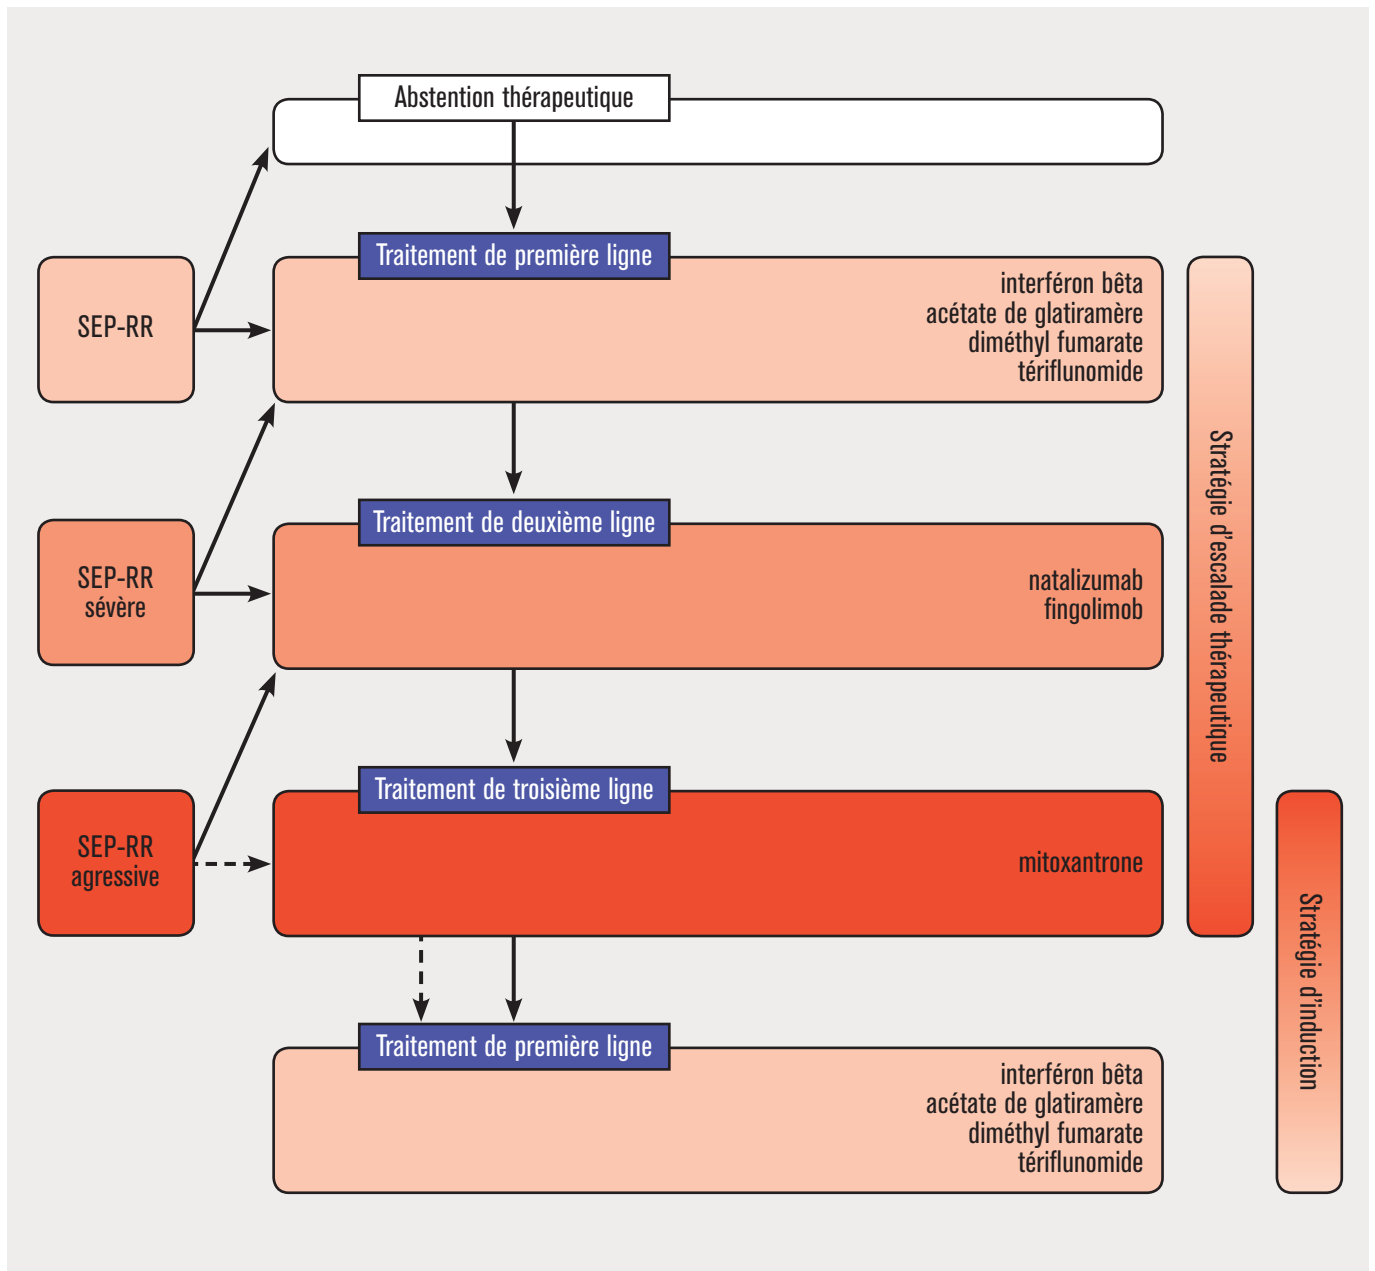 Abstention thérapeutique
Traitement de première ligne
SEP-RR
interféron bêta
acétate de glatiramère
diméthyl fumarate
tériflunomide
Traitement de deuxième ligne
SEP-RR
sévère
natalizumab
fingolimob
Traitement de troisième ligne
SEP-RR
agressive
mitoxantrone
Traitement de première ligne
interféron bêta
acétate de glatiramère
diméthyl fumarate
tériflunomide
Stratégie d'escalade thérapeutique
Stratégie d'induction